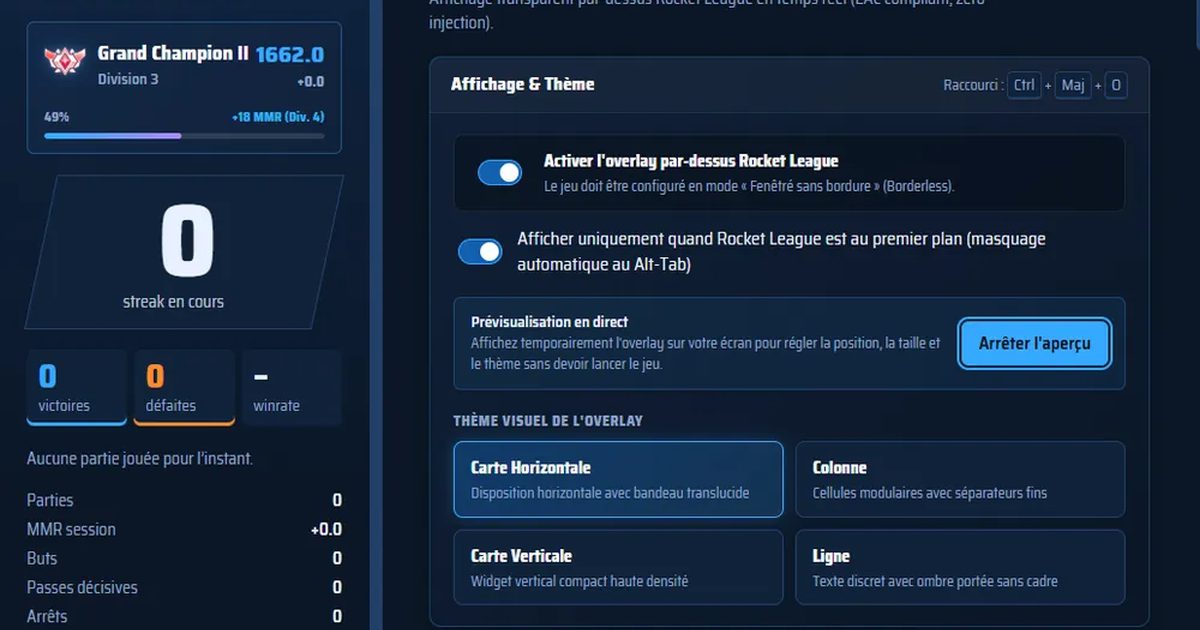 Grand Champion II 1662.0
Division 3 +0.0
49% +18 MMR (Div. 4)
0
streak en cours
0
victoires
0
défaites
–
winrate
Aucune partie jouée pour l'instant.
Parties 0
MMR session +0.0
Buts 0
Passes décisives 0
Arrêts 0
injection).
Affichage & Thème
Raccourci : Ctrl + Maj + O
Activer l'overlay par-dessus Rocket League
Le jeu doit être configuré en mode « Fenêtré sans bordure » (Borderless).
Afficher uniquement quand Rocket League est au premier plan (masquage
automatique au Alt-Tab)
Prévisualisation en direct
Affichez temporairement l'overlay sur votre écran pour régler la position, la taille et
le thème sans devoir lancer le jeu.
Arrêter l'aperçu
THÈME VISUEL DE L'OVERLAY
Carte Horizontale
Disposition horizontale avec bandeau translucide
Colonne
Cellules modulaires avec séparateurs fins
Carte Verticale
Widget vertical compact haute densité
Ligne
Texte discret avec ombre portée sans cadre